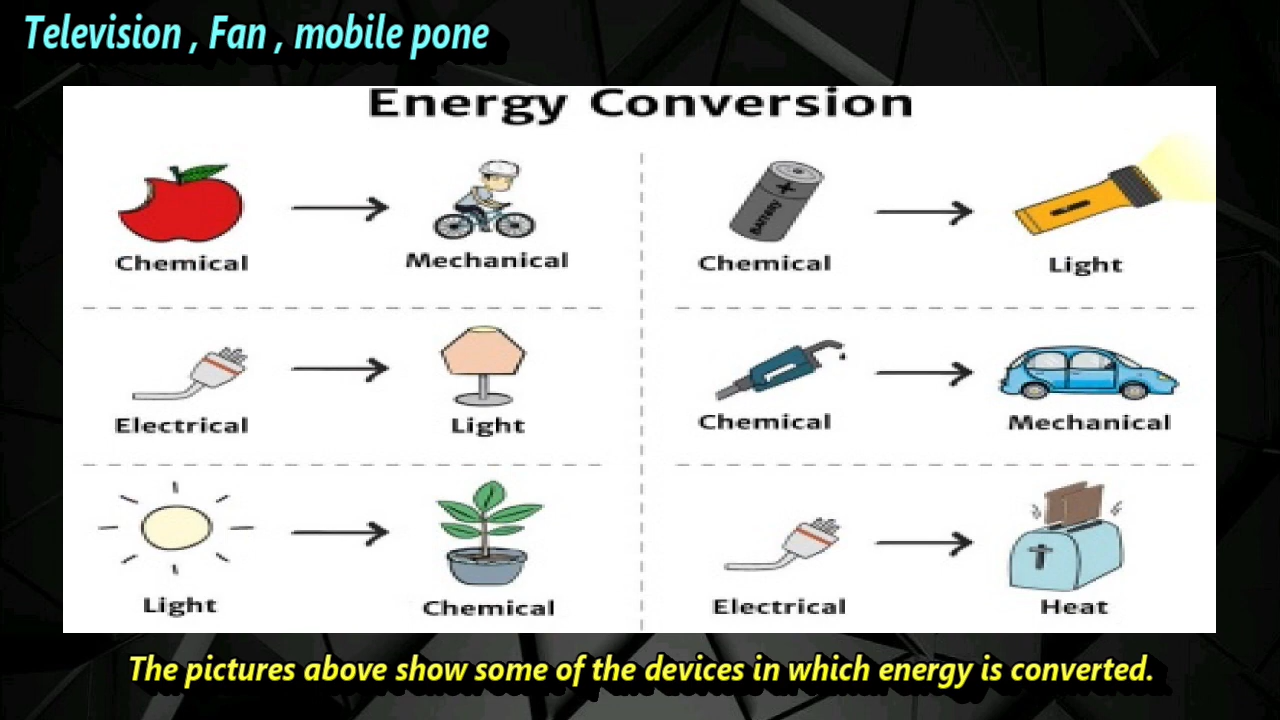 Television , Fan , mobile pone
Energy Conversion
Chemical
Mechanical
BATTERY
Chemical
Light
Electrical
Light
Chemical
Mechanical
Light
Chemical
Electrical
Heat
The pictures above show some of the devices in which energy is converted.